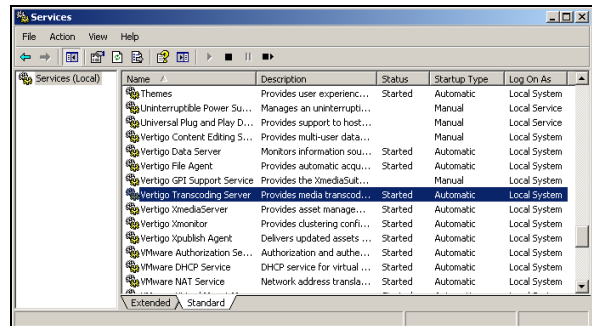 Services
File Action View Help
Services (Local)
Name Description Status Startup Type Log On As
Themes Provides user experienc... Started Automatic Local System
Uninterruptible Power Su... Manages an uninterrupti... Manual Local Service
Universal Plug and Play D... Provides support to host... Manual Local Service
Vertigo Content Editing S... Provides multi-user data... Manual Local System
Vertigo Data Server Monitors information sou... Started Automatic Local System
Vertigo File Agent Provides automatic acqu... Started Automatic Local System
Vertigo GPI Support Service Provides the XmediaSuit... Manual Local System
Vertigo Transcoding Server Provides media transcod... Started Automatic Local System
Vertigo XmediaServer Provides asset manage... Started Automatic Local System
Vertigo Xmonitor Provides clustering confi... Started Automatic Local System
Vertigo Xpublish Agent Delivers updated assets ... Started Automatic Local System
VMware Authorization Se... Authorization and authe... Started Automatic Local System
VMware DHCP Service DHCP service for virtual ... Started Automatic Local System
VMware NAT Service Network address transla... Started Automatic Local System
Extended Standard